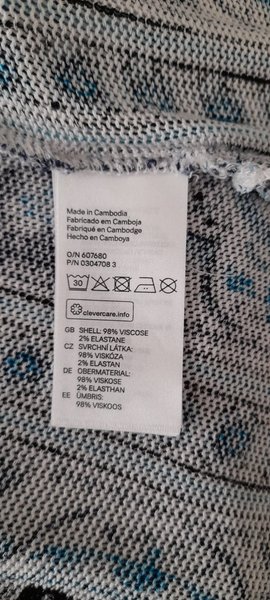 Made in Cambodia
Fabricado em Camboja
Fabriqué en Cambodge
Hecho en Camboya
O/N 607680
P/N 0304708 3
30
clevercare.info
GB SHELL: 98% VISCOSE
2% ELASTANE
CZ SVRCHNÍ LÁTKA:
98% VISKÓZA
2% ELASTAN
DE OBERMATERIAL:
98% VISKOSE
2% ELASTHAN
EE ÜMBRIS:
98% VISKOOS